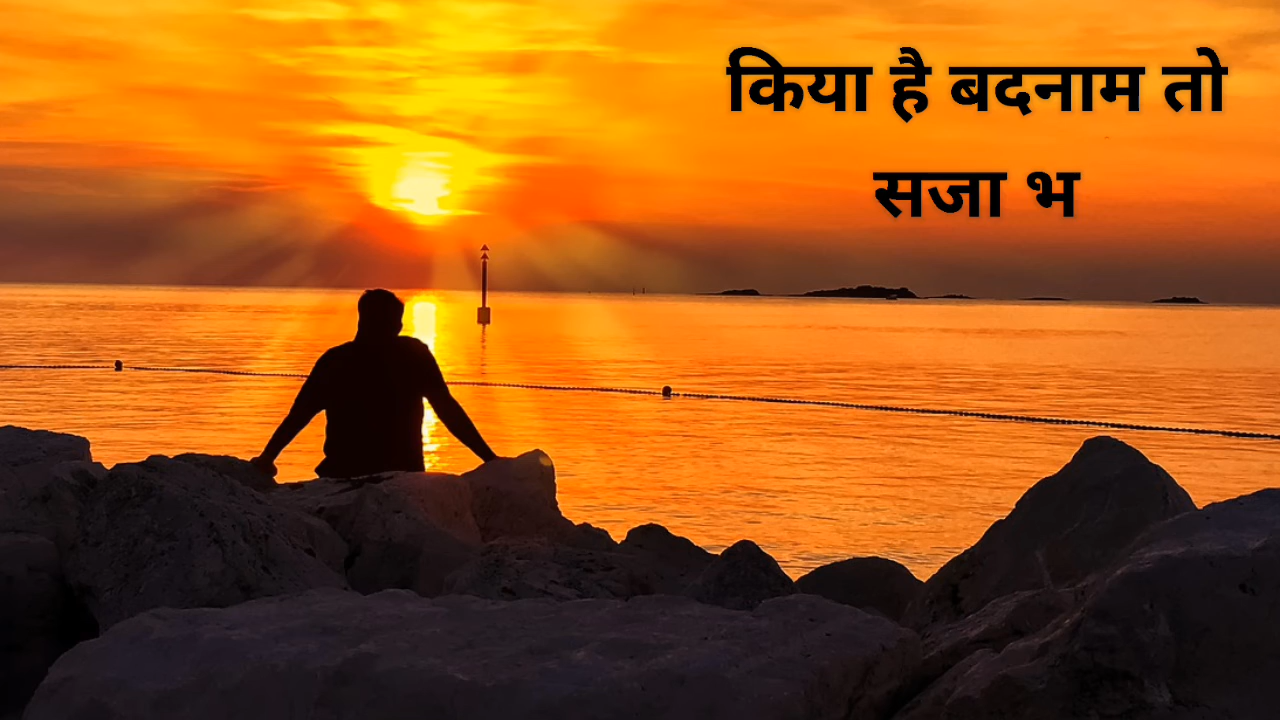 किया है बदनाम तो
सजा भ